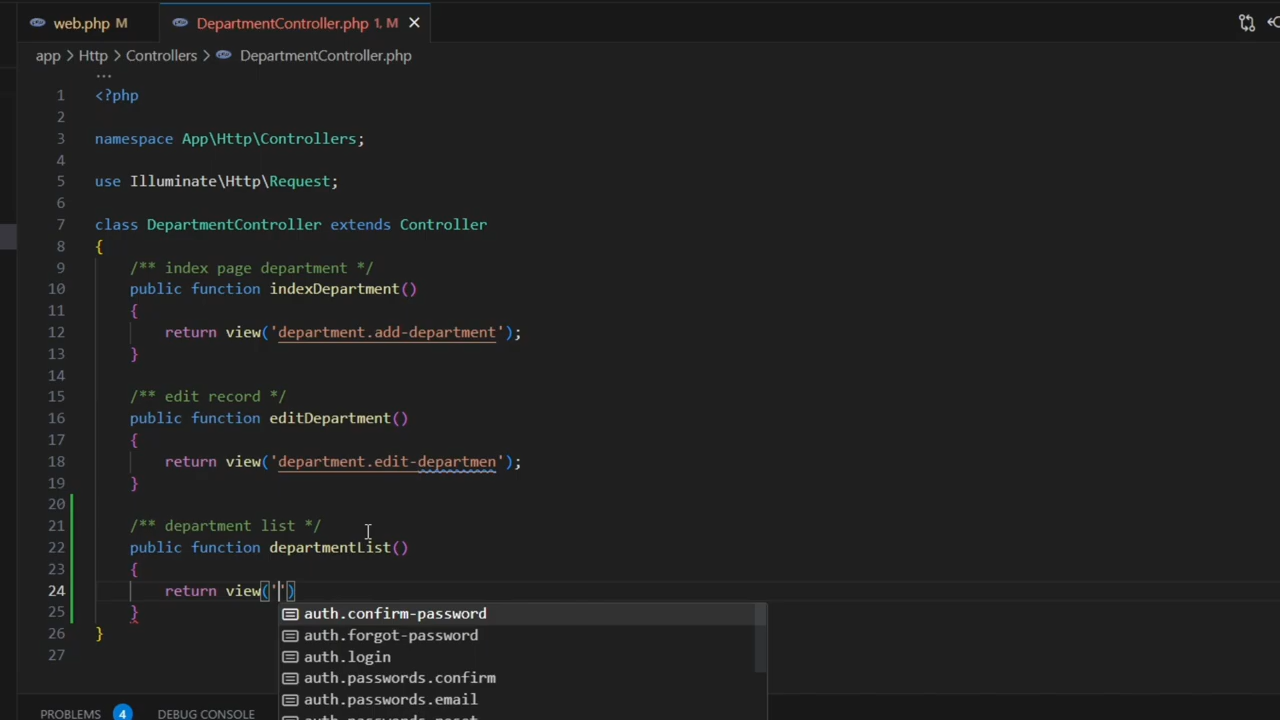 web.php M
DepartmentController.php 1, M
app > Http > Controllers > DepartmentController.php
...
1 <?php
2
3 namespace App\Http\Controllers;
4
5 use Illuminate\Http\Request;
6
7 class DepartmentController extends Controller
8 {
9 /** index page department */
10 public function indexDepartment()
11 {
12 return view('department.add-department');
13 }
14
15 /** edit record */
16 public function editDepartment()
17 {
18 return view('department.edit-departmen');
19 }
20
21 /** department list */
22 public function departmentList()
23 {
24 return view('')
25 }
26 }
27
auth.confirm-password
auth.forgot-password
auth.login
auth.passwords.confirm
auth.passwords.email
PROBLEMS 4 DEBUG CONSOLE